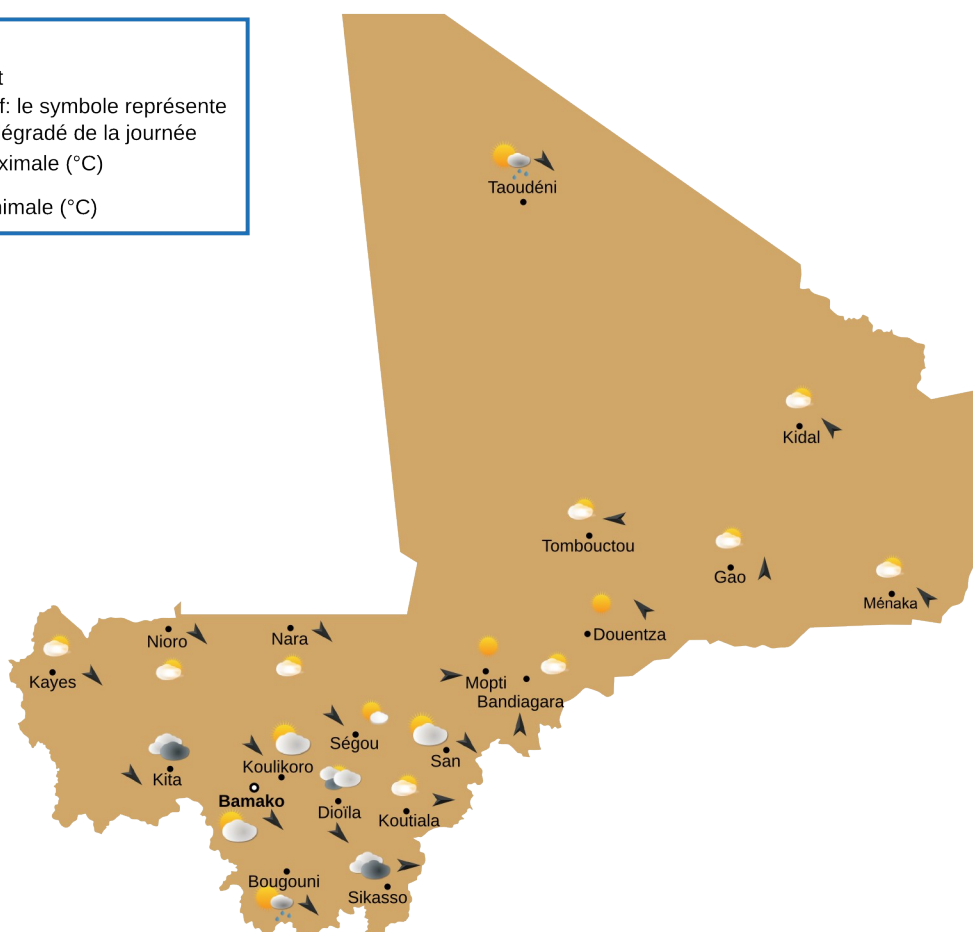 t
f: le symbole représente
égradé de la journée
ximale (°C)
imale (°C)
Taoudéni
Kidal
Tombouctou
Gao
Ménaka
Douentza
Nioro
Nara
Kayes
Mopti
Bandiagara
Ségou
San
Koulikoro
Kita
Bamako
Dioïla
Koutiala
Bougouni
Sikasso